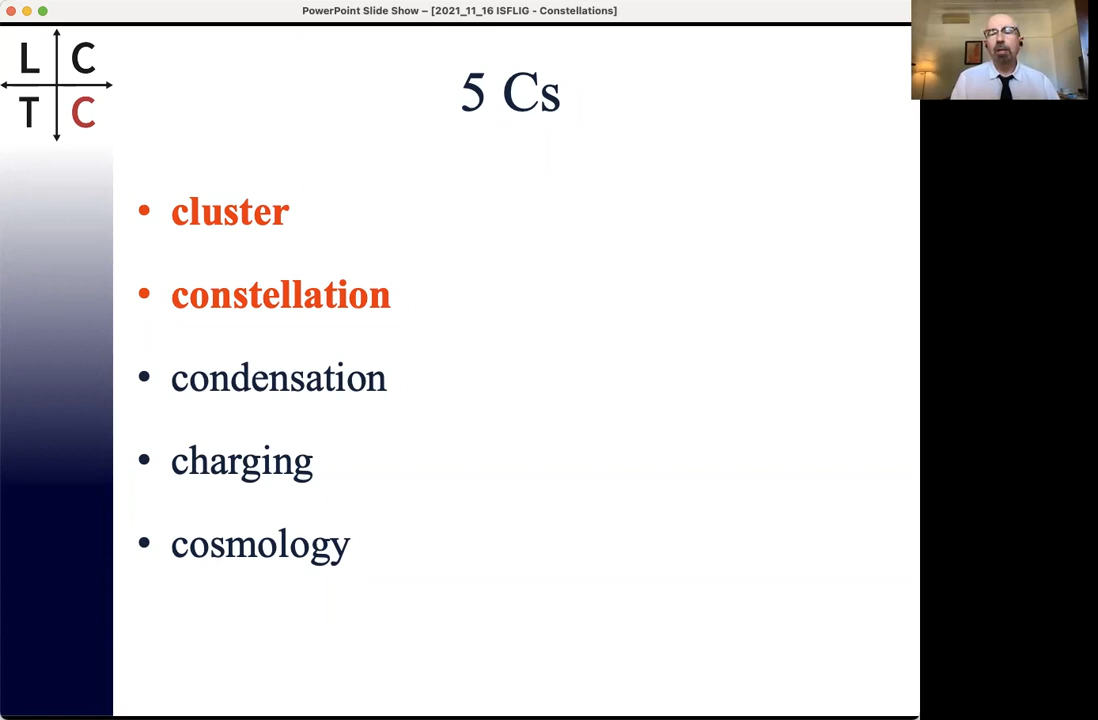 PowerPoint Slide Show – [2021_11_16 ISFLIG - Constellations]
L C
T C
5 Cs
• cluster
• constellation
• condensation
• charging
• cosmology